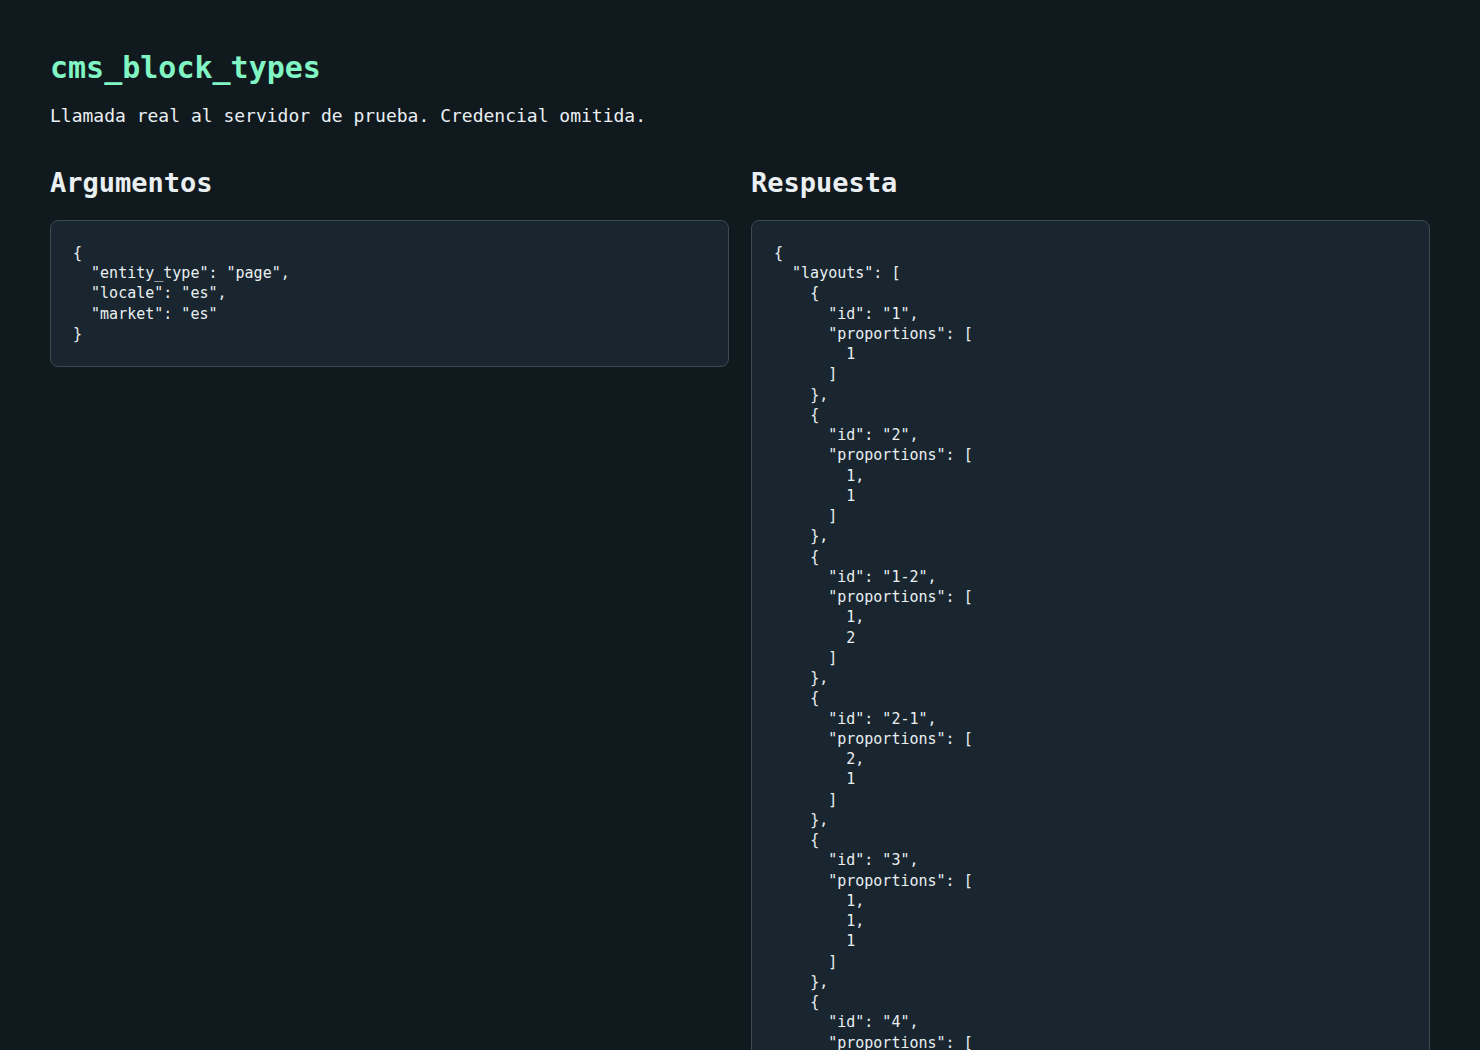 cms_block_types
Llamada real al servidor de prueba. Credencial omitida.
Argumentos
{
  "entity_type": "page",
  "locale": "es",
  "market": "es"
}
Respuesta
{
  "layouts": [
    {
      "id": "1",
      "proportions": [
        1
      ]
    },
    {
      "id": "2",
      "proportions": [
        1,
        1
      ]
    },
    {
      "id": "1-2",
      "proportions": [
        1,
        2
      ]
    },
    {
      "id": "2-1",
      "proportions": [
        2,
        1
      ]
    },
    {
      "id": "3",
      "proportions": [
        1,
        1,
        1
      ]
    },
    {
      "id": "4",
      "proportions": [